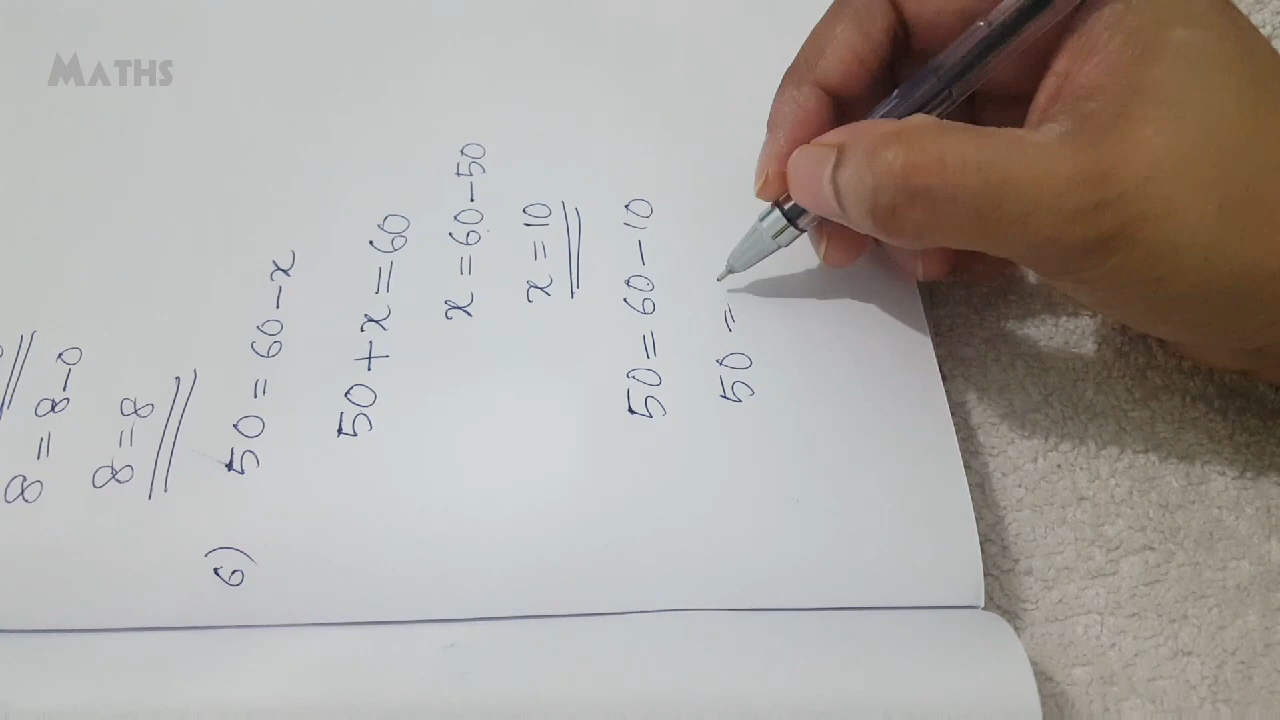 MATHS
8 = 8 - 0
8 = 8
6) 50 = 60 - x
50 + x = 60
x = 60 - 50
x = 10
50 = 60 - 10
50 =